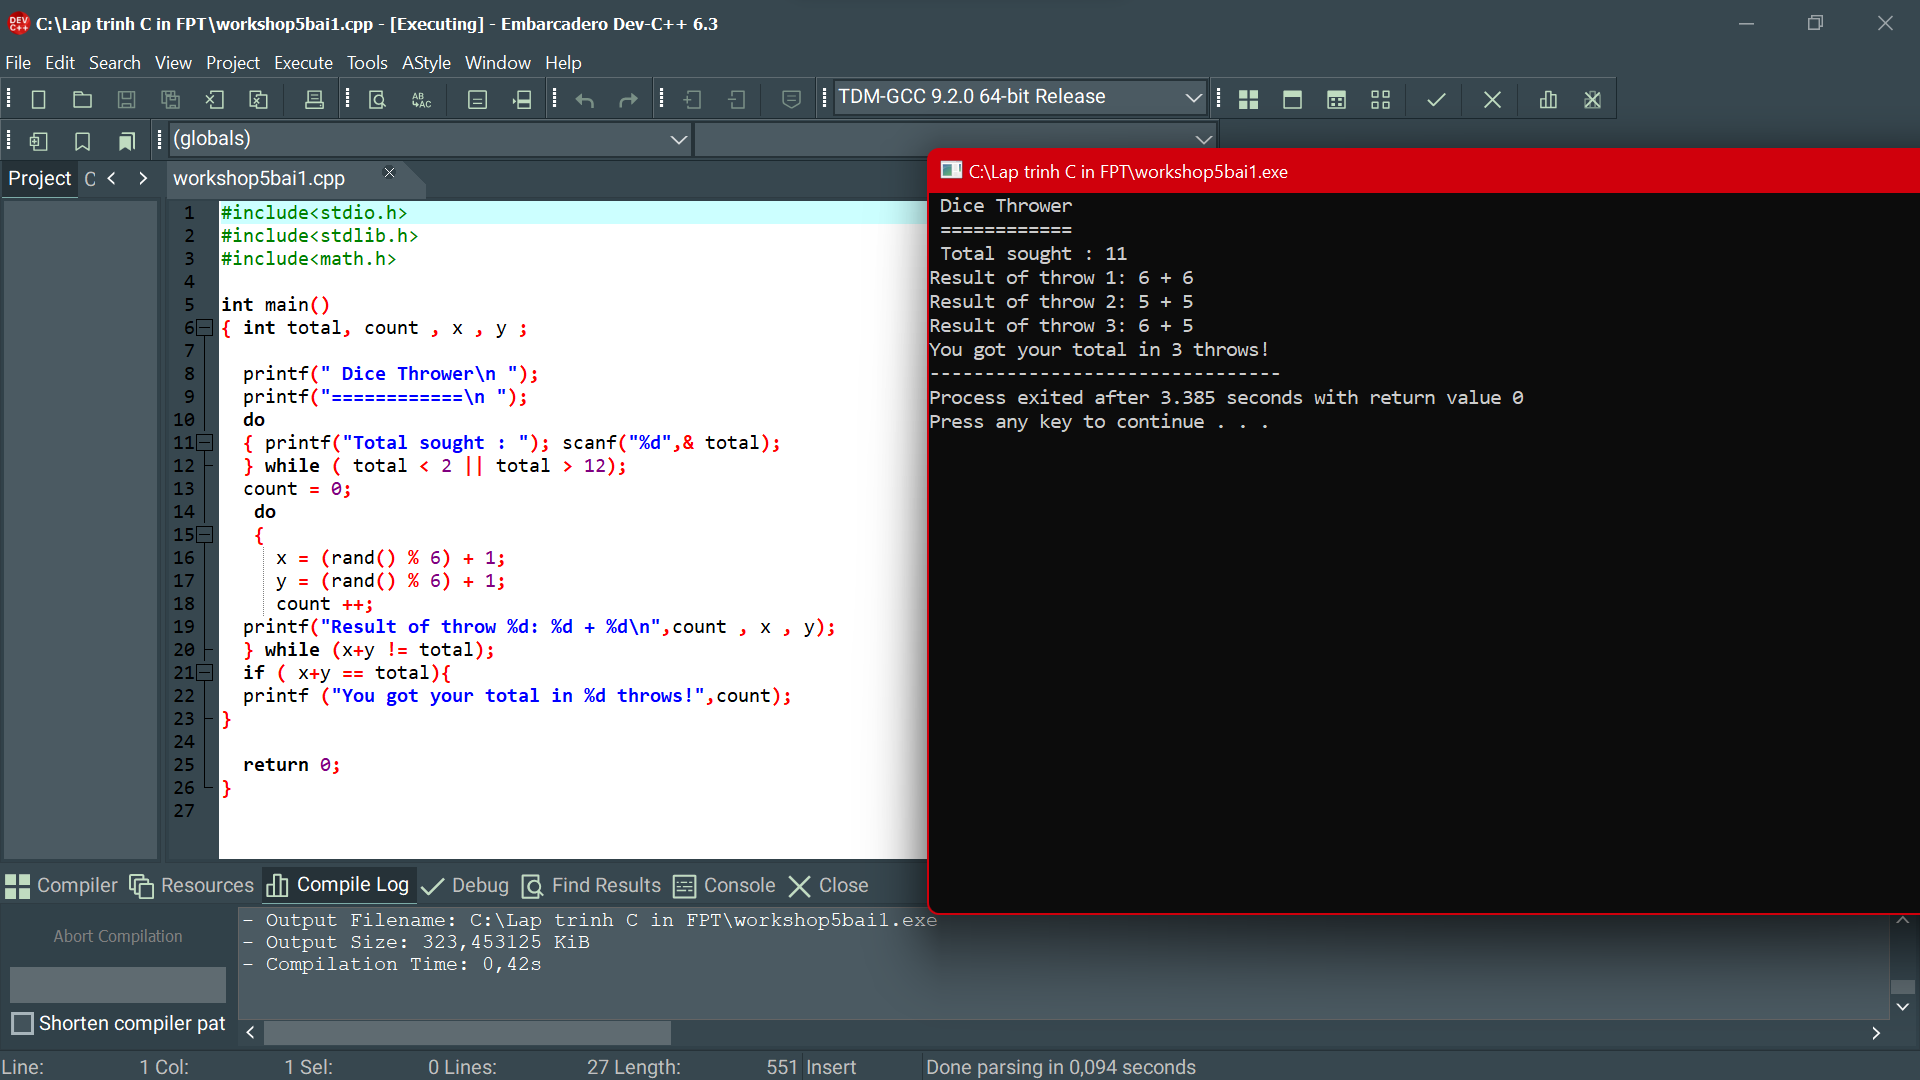 C:\Lap trinh C in FPT\workshop5bai1.cpp - [Executing] - Embarcadero Dev-C++ 6.3
File Edit Search View Project Execute Tools AStyle Window Help
TDM-GCC 9.2.0 64-bit Release
(globals)
Project
workshop5bai1.cpp
1 #include<stdio.h>
2 #include<stdlib.h>
3 #include<math.h>
4
5 int main()
6 { int total, count , x , y ;
7
8 printf(" Dice Thrower\n ");
9 printf("============\n ");
10 do
11 { printf("Total sought : "); scanf("%d",& total);
12 } while ( total < 2 || total > 12);
13 count = 0;
14 do
15 {
16 x = (rand() % 6) + 1;
17 y = (rand() % 6) + 1;
18 count ++;
19 printf("Result of throw %d: %d + %d\n",count , x , y);
20 } while (x+y != total);
21 if ( x+y == total){
22 printf ("You got your total in %d throws!",count);
23 }
24
25 return 0;
26 }
27
C:\Lap trinh C in FPT\workshop5bai1.exe
Dice Thrower
============
Total sought : 11
Result of throw 1: 6 + 6
Result of throw 2: 5 + 5
Result of throw 3: 6 + 5
You got your total in 3 throws!
--------------------------------
Process exited after 3.385 seconds with return value 0
Press any key to continue . . .
Compiler Resources Compile Log Debug Find Results Console Close
Abort Compilation
Shorten compiler pat
- Output Filename: C:\Lap trinh C in FPT\workshop5bai1.exe
- Output Size: 323,453125 KiB
- Compilation Time: 0,42s
Line: 1 Col: 1 Sel: 0 Lines: 27 Length: 551 Insert Done parsing in 0,094 seconds